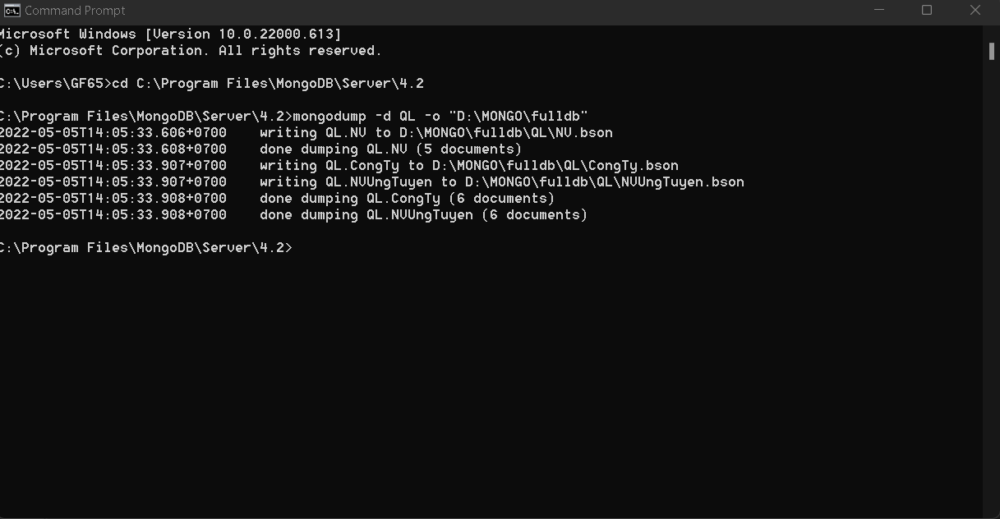 Command Prompt
Microsoft Windows [Version 10.0.22000.613]
(c) Microsoft Corporation. All rights reserved.
C:\Users\GF65>cd C:\Program Files\MongoDB\Server\4.2
C:\Program Files\MongoDB\Server\4.2>mongodump -d QL -o "D:\MONGO\fulldb"
2022-05-05T14:05:33.606+0700    writing QL.NV to D:\MONGO\fulldb\QL\NV.bson
2022-05-05T14:05:33.608+0700    done dumping QL.NV (5 documents)
2022-05-05T14:05:33.907+0700    writing QL.CongTy to D:\MONGO\fulldb\QL\CongTy.bson
2022-05-05T14:05:33.907+0700    writing QL.NVUngTuyen to D:\MONGO\fulldb\QL\NVUngTuyen.bson
2022-05-05T14:05:33.908+0700    done dumping QL.CongTy (6 documents)
2022-05-05T14:05:33.908+0700    done dumping QL.NVUngTuyen (6 documents)
C:\Program Files\MongoDB\Server\4.2>